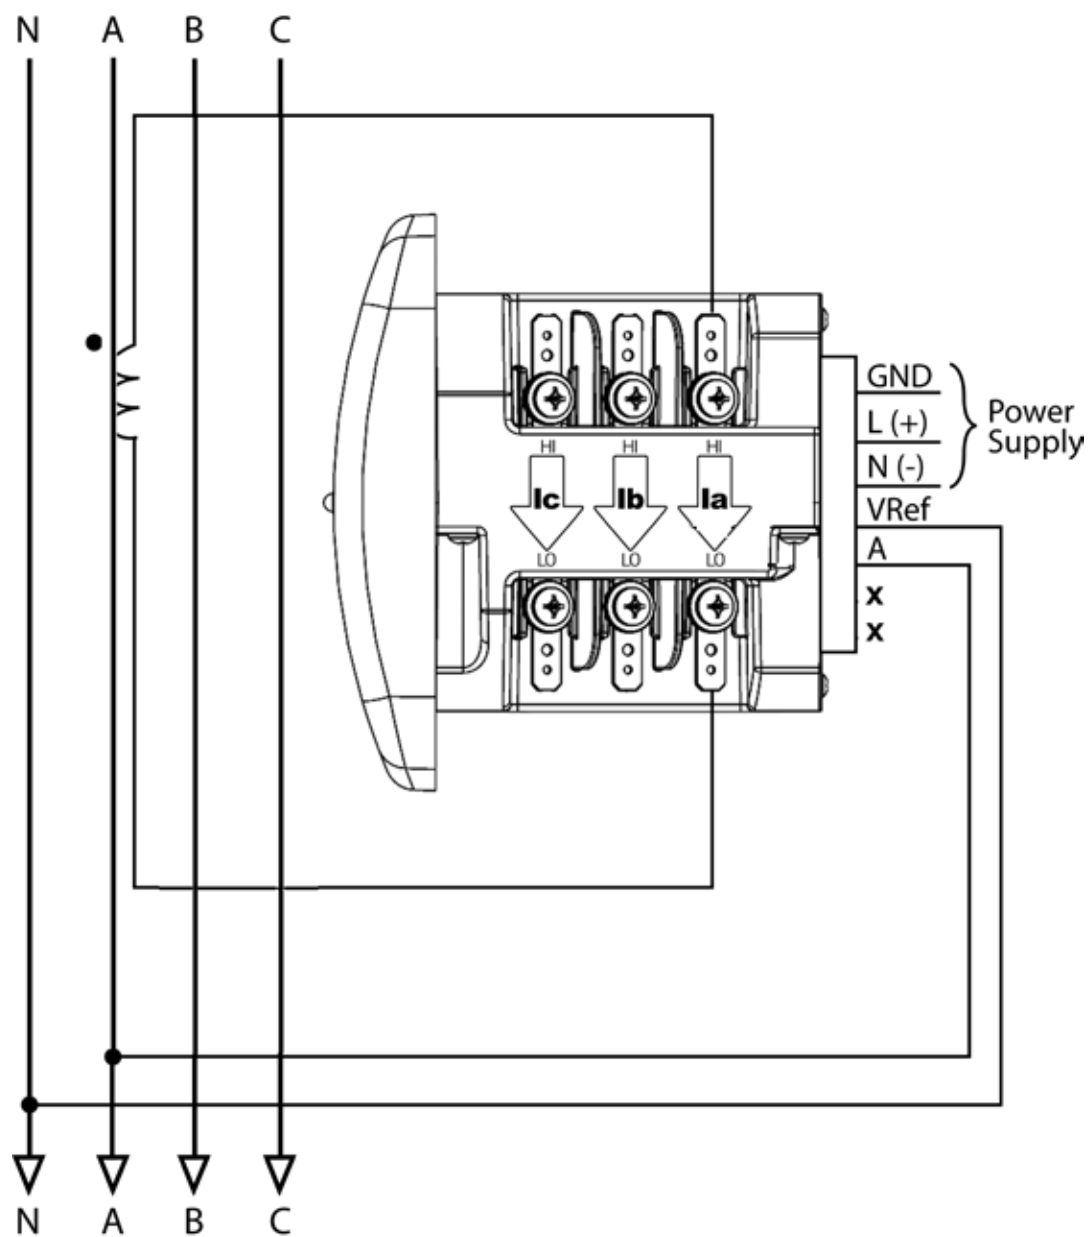 N A B C
GND
L (+)
N (-)
Power
Supply
VRef
A
x
x
HI HI HI
Ic Ib Ia
LO LO LO
N A B C